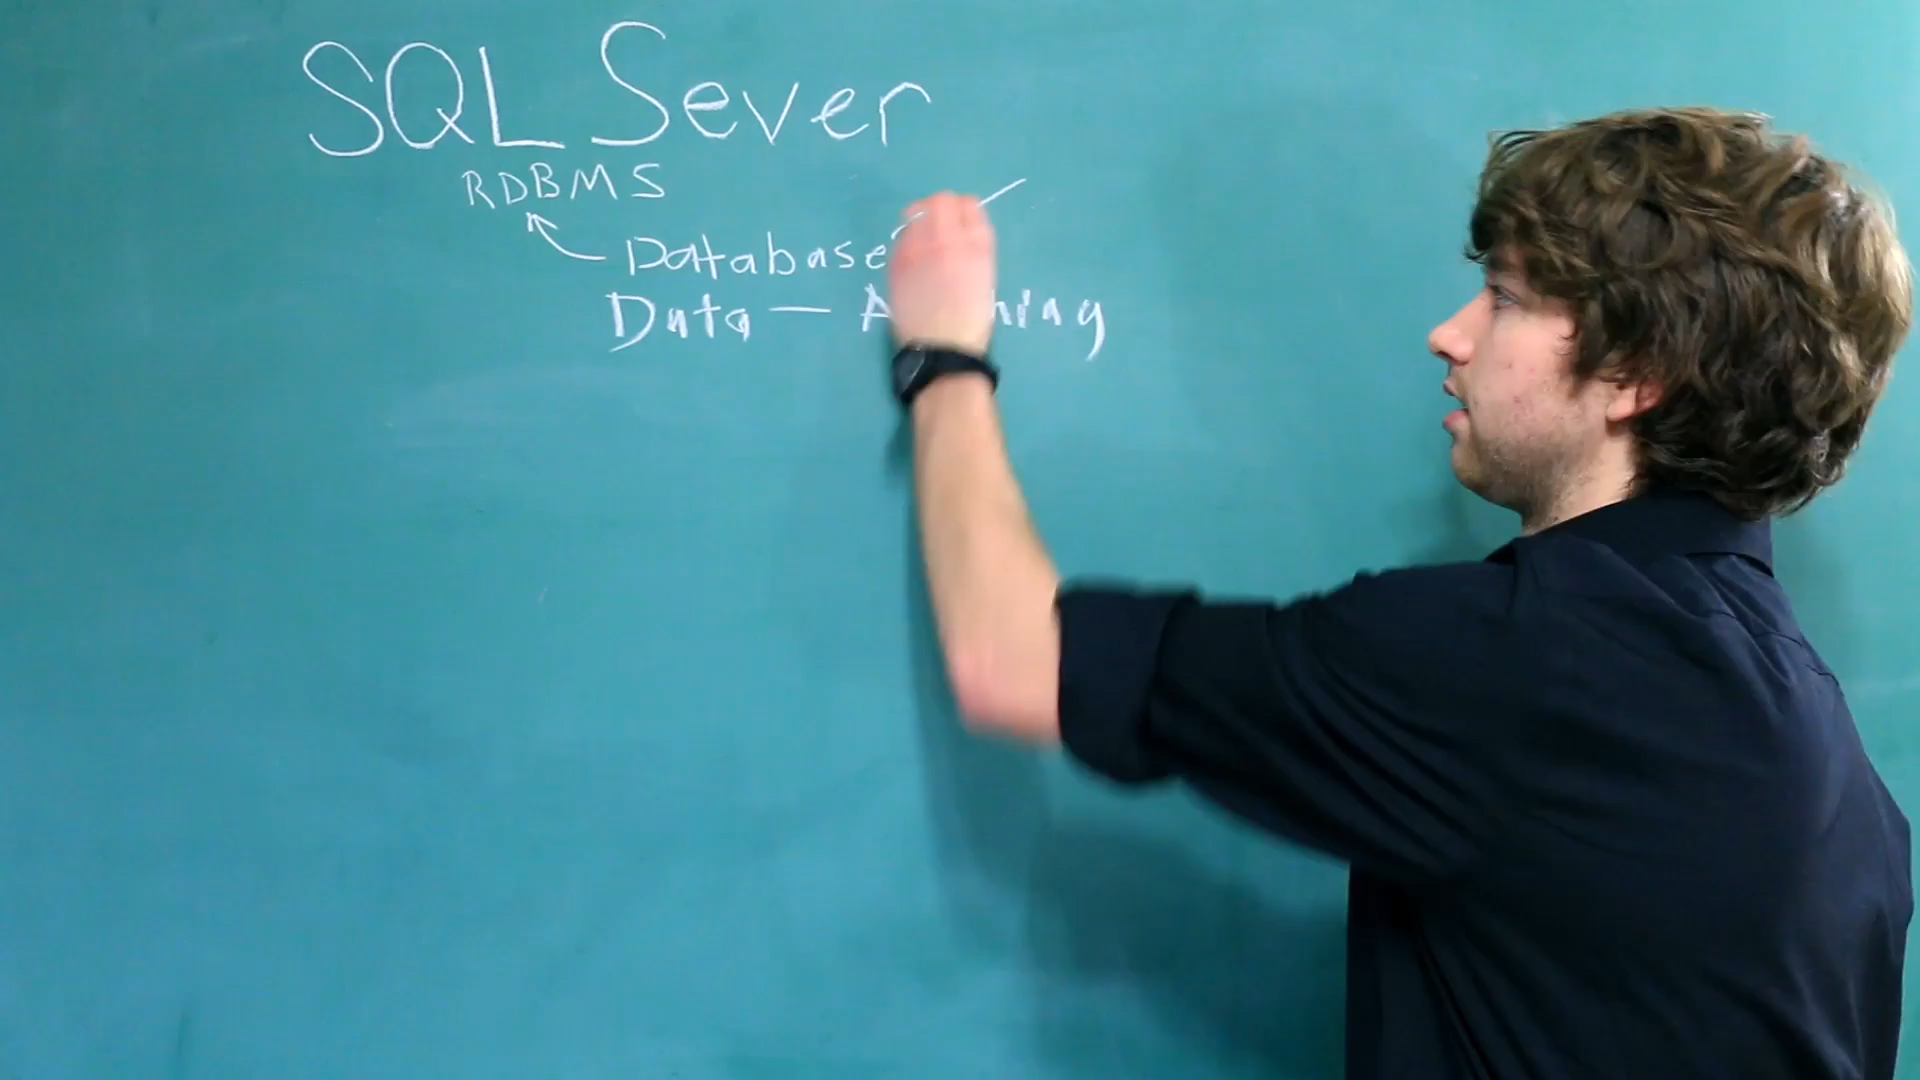 SQL Sever
RDBMS
Database
Data —